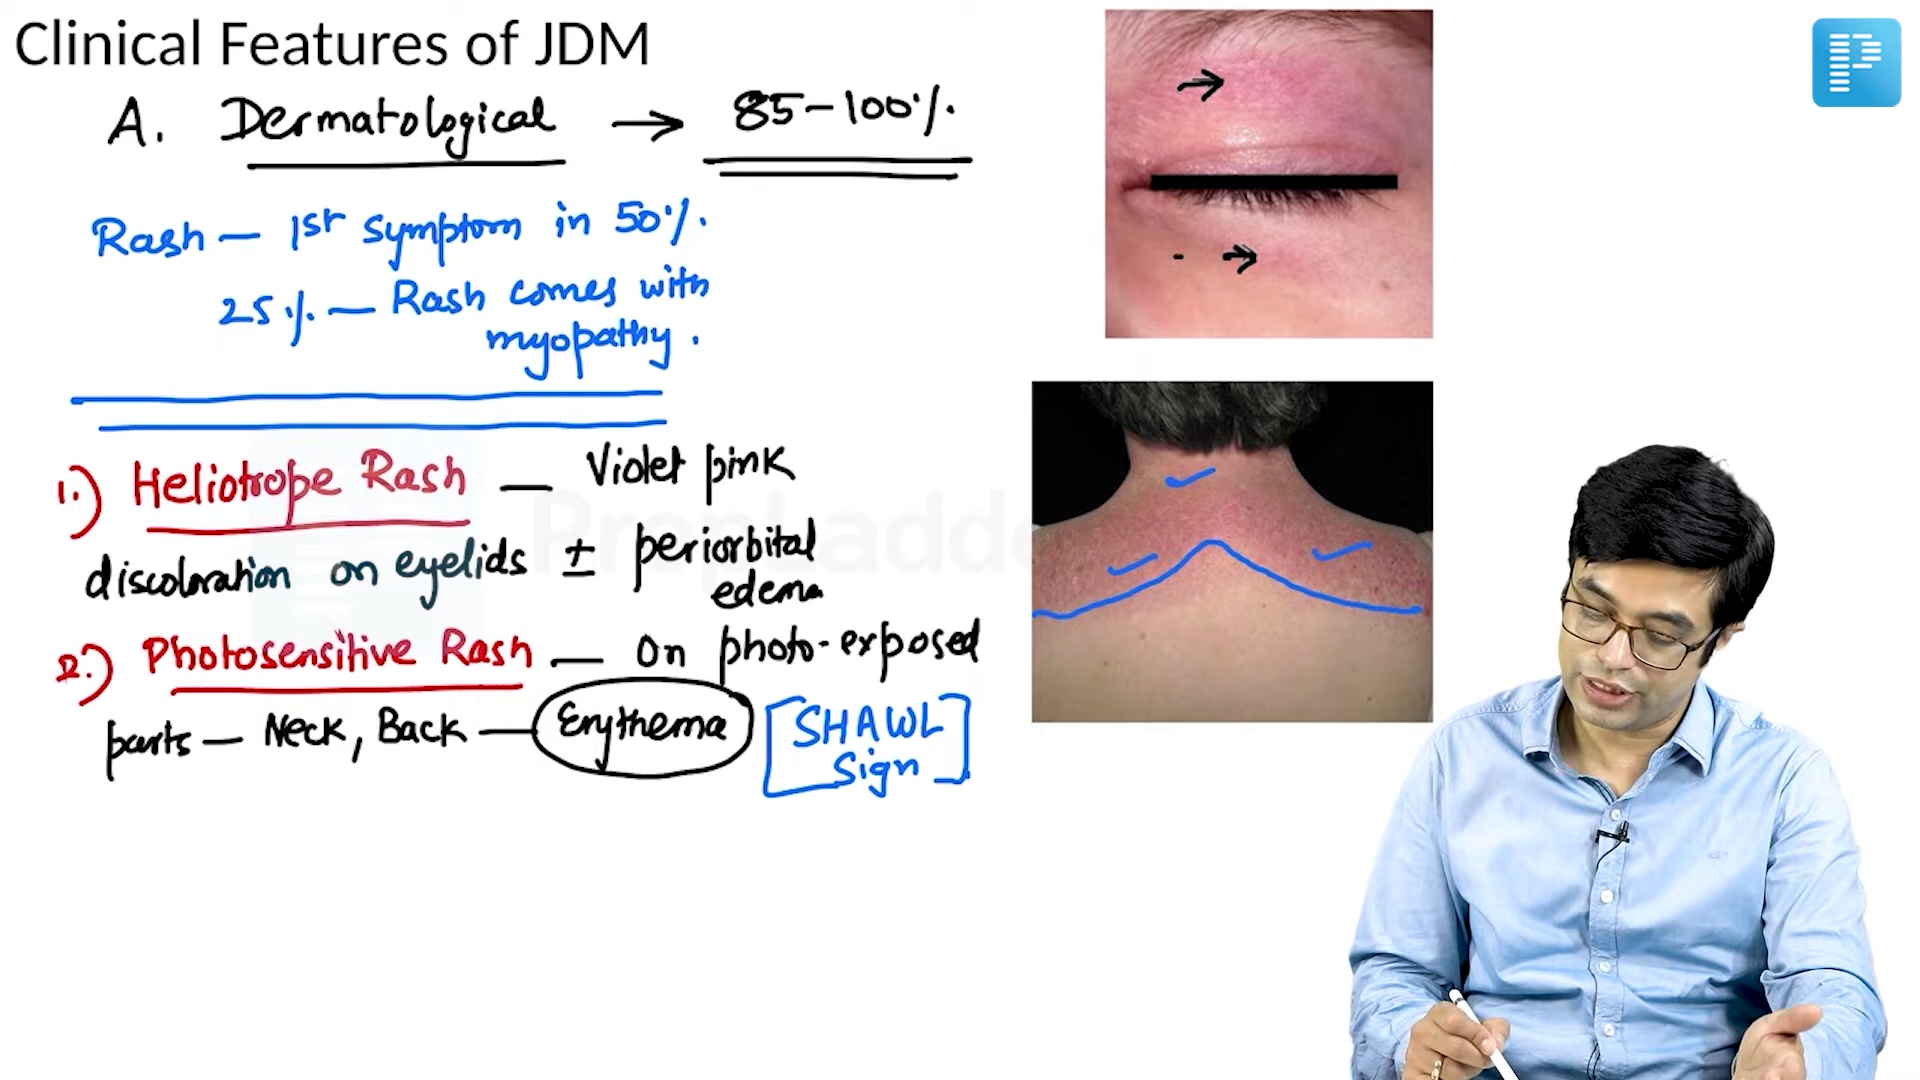 Clinical Features of JDM
A. Dermatological → 85-100%.
Rash – 1st symptom in 50%.
25% – Rash comes with
myopathy.
1.) Heliotrope Rash – Violet pink
discoloration on eyelids ± periorbital
edema
2.) Photosensitive Rash – On photo-exposed
parts – Neck, Back – Erythema [SHAWL
Sign]
PrepLadder